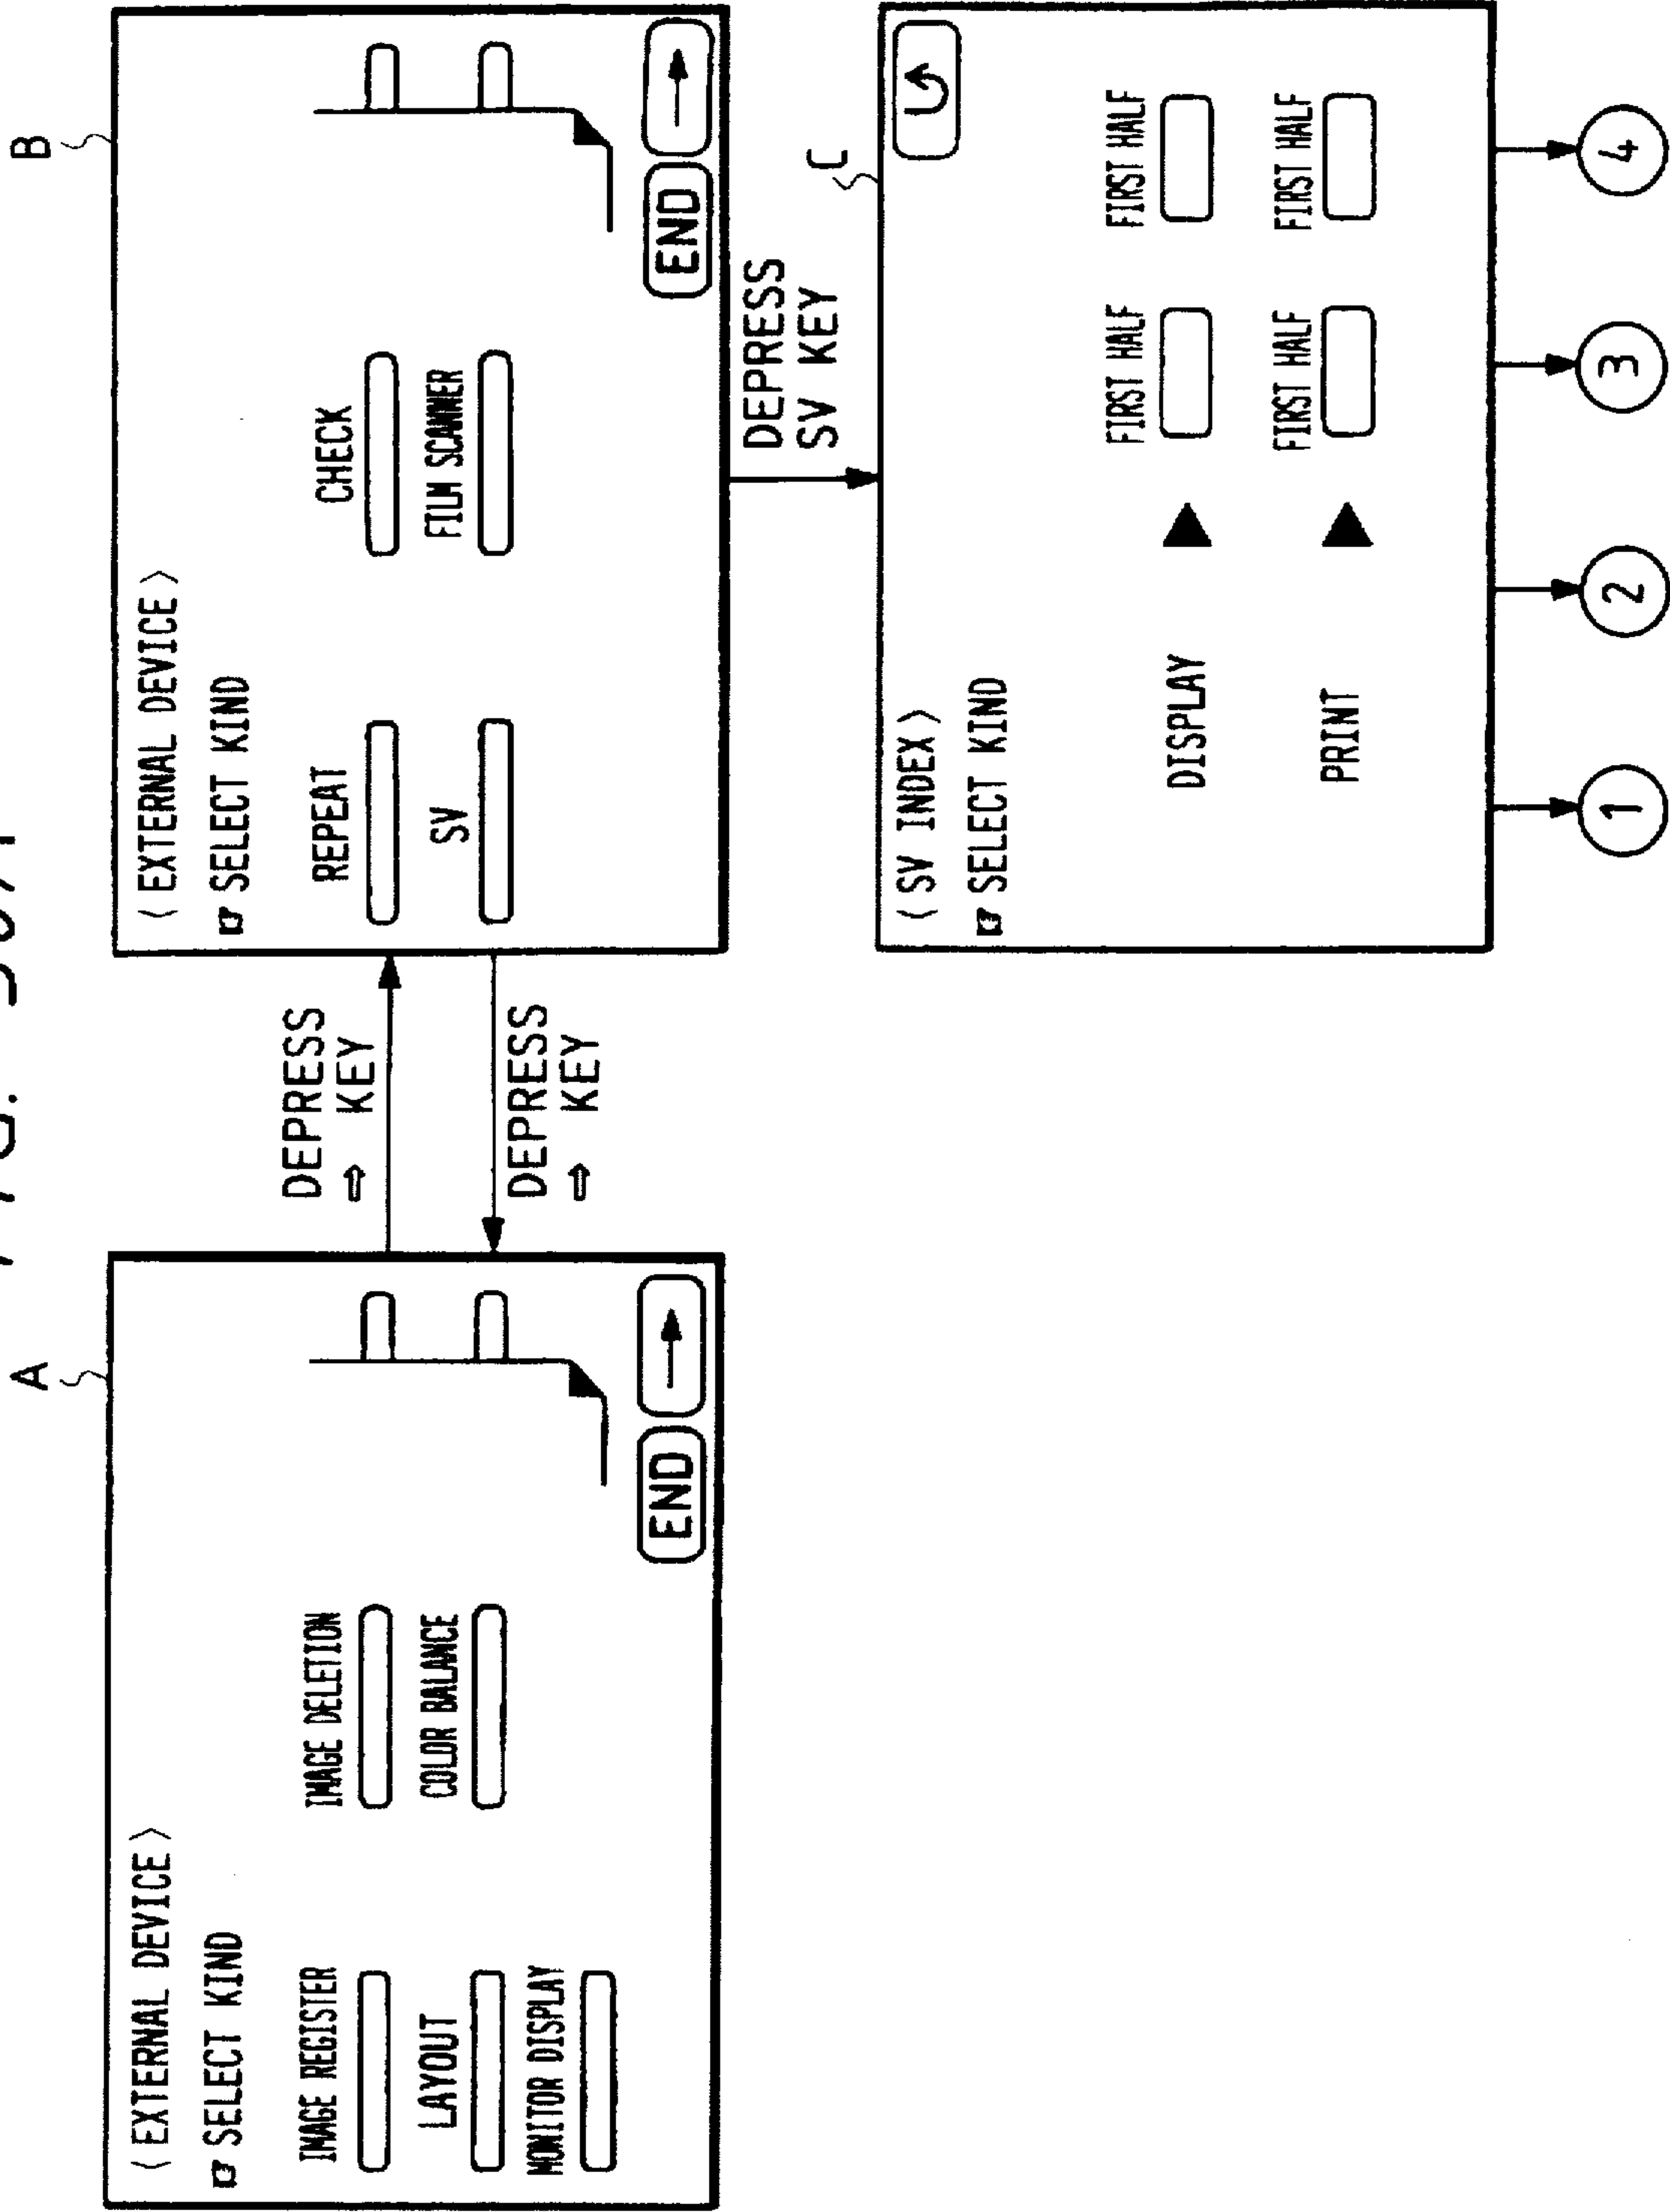 A
〈 EXTERNAL DEVICE 〉
☞ SELECT KIND
IMAGE REGISTER
IMAGE DELETION
LAYOUT
COLOR BALANCE
MONITOR DISPLAY
END →
DEPRESS
⇨ KEY
DEPRESS
⇨ KEY
B
〈 EXTERNAL DEVICE 〉
☞ SELECT KIND
REPEAT
CHECK
SV
FILM SCANNER
END →
DEPRESS
SV KEY
C
〈 SV INDEX 〉
☞ SELECT KIND
FIRST HALF FIRST HALF
DISPLAY ▶
FIRST HALF FIRST HALF
PRINT ▶
1 2 3 4